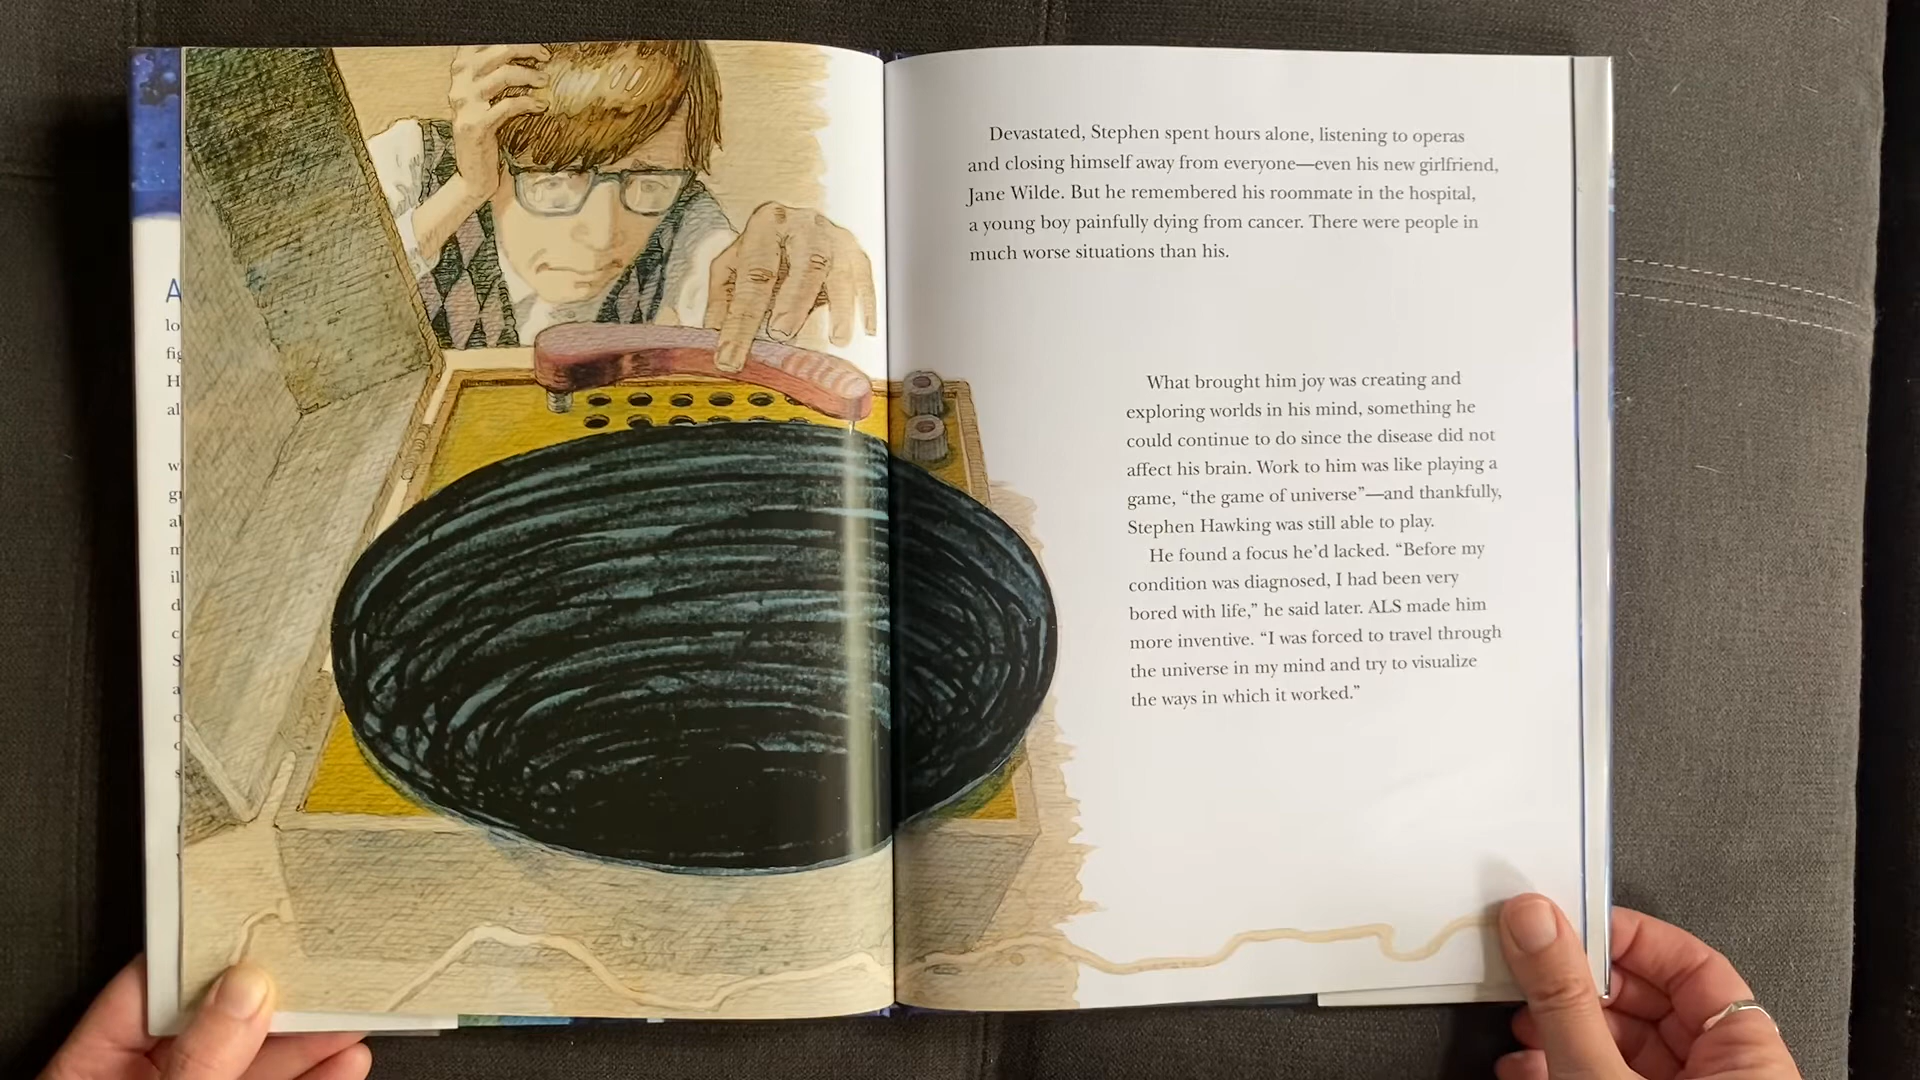 A
lo
fig
H
al
w
gr
al
m
il
d
c
S
a
c
c
s
Devastated, Stephen spent hours alone, listening to operas
and closing himself away from everyone—even his new girlfriend,
Jane Wilde. But he remembered his roommate in the hospital,
a young boy painfully dying from cancer. There were people in
much worse situations than his.
What brought him joy was creating and
exploring worlds in his mind, something he
could continue to do since the disease did not
affect his brain. Work to him was like playing a
game, “the game of universe”—and thankfully,
Stephen Hawking was still able to play.
He found a focus he’d lacked. “Before my
condition was diagnosed, I had been very
bored with life,” he said later. ALS made him
more inventive. “I was forced to travel through
the universe in my mind and try to visualize
the ways in which it worked.”